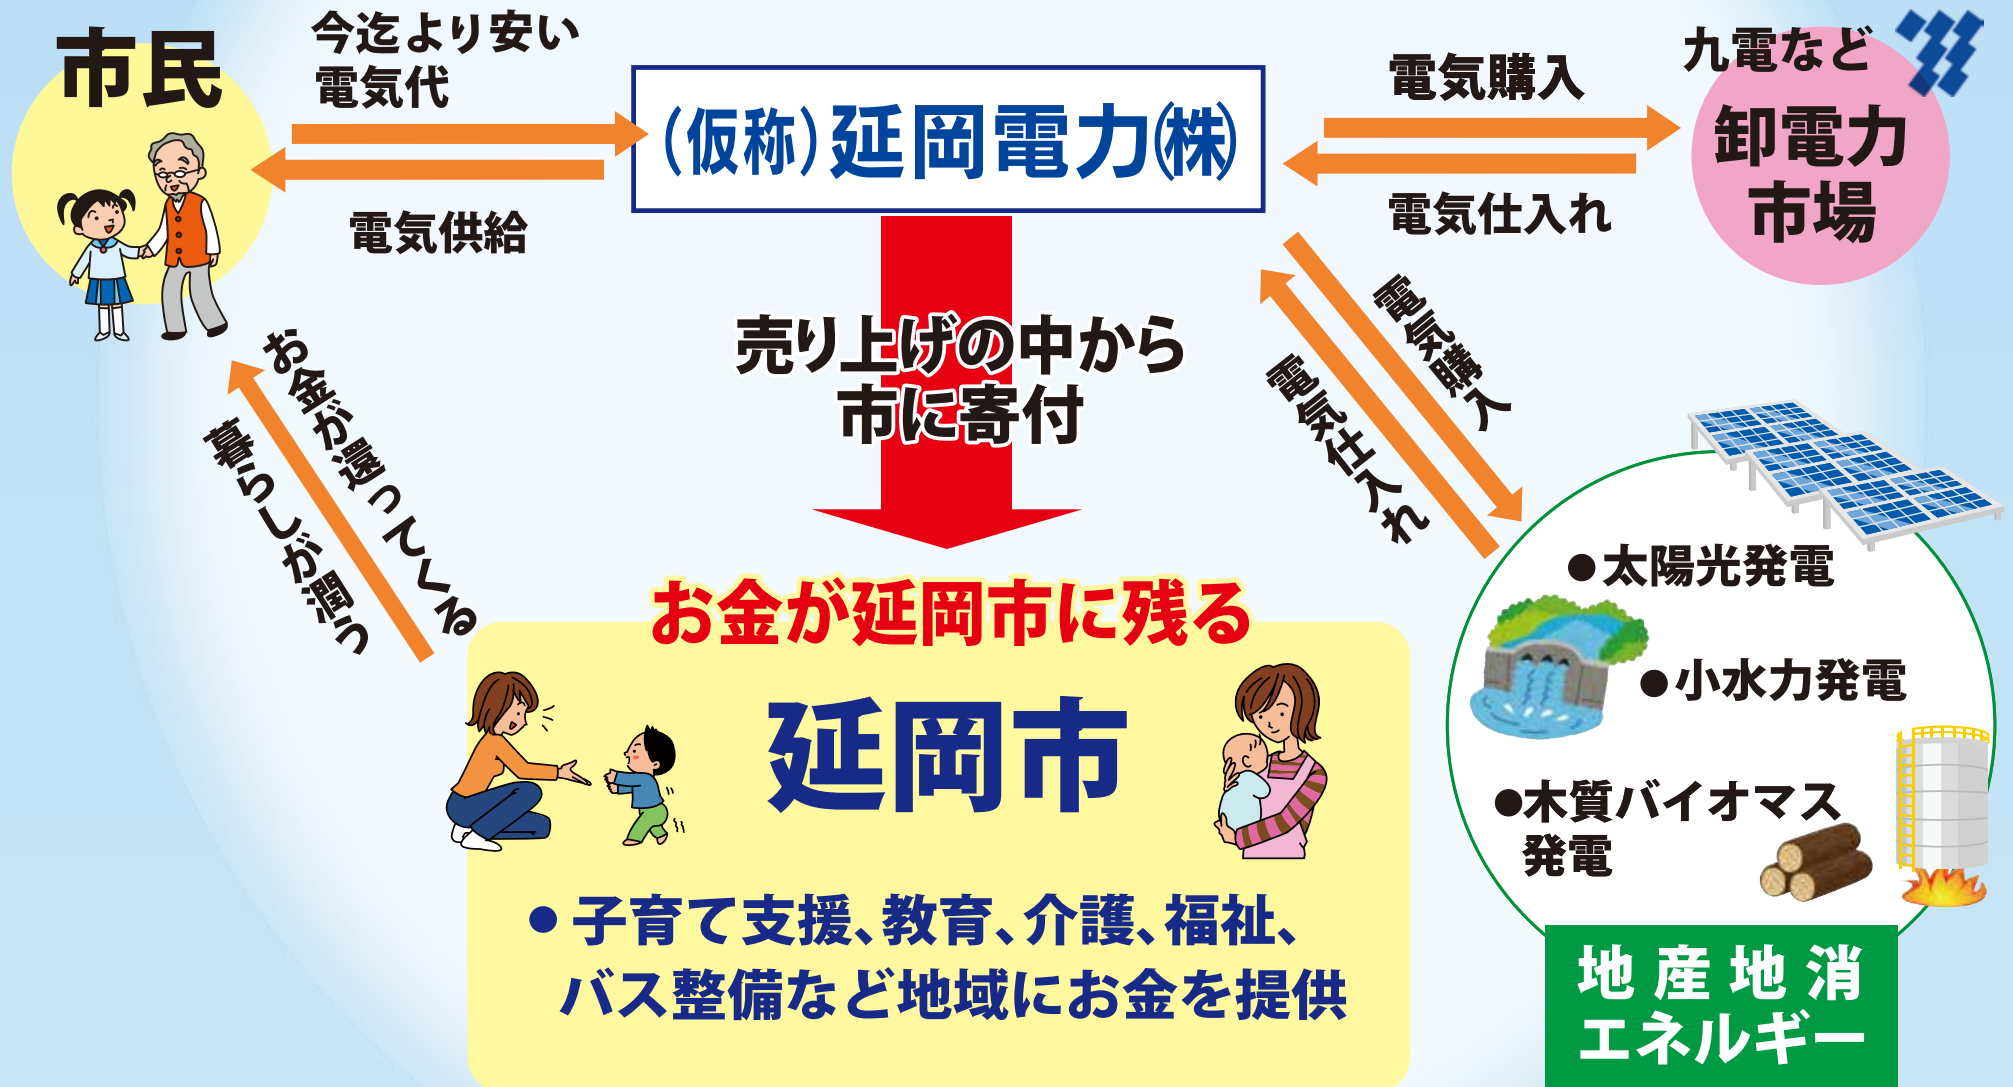 市民
今迄より安い
電気代
電気供給
（仮称）延岡電力㈱
電気購入
電気仕入れ
九電など
卸電力
市場
売り上げの中から
市に寄付
電気購入
電気仕入れ
お金が還ってくる
暮らしが潤う
お金が延岡市に残る
延岡市
●子育て支援、教育、介護、福祉、
バス整備など地域にお金を提供
●太陽光発電
●小水力発電
●木質バイオマス
発電
地産地消
エネルギー